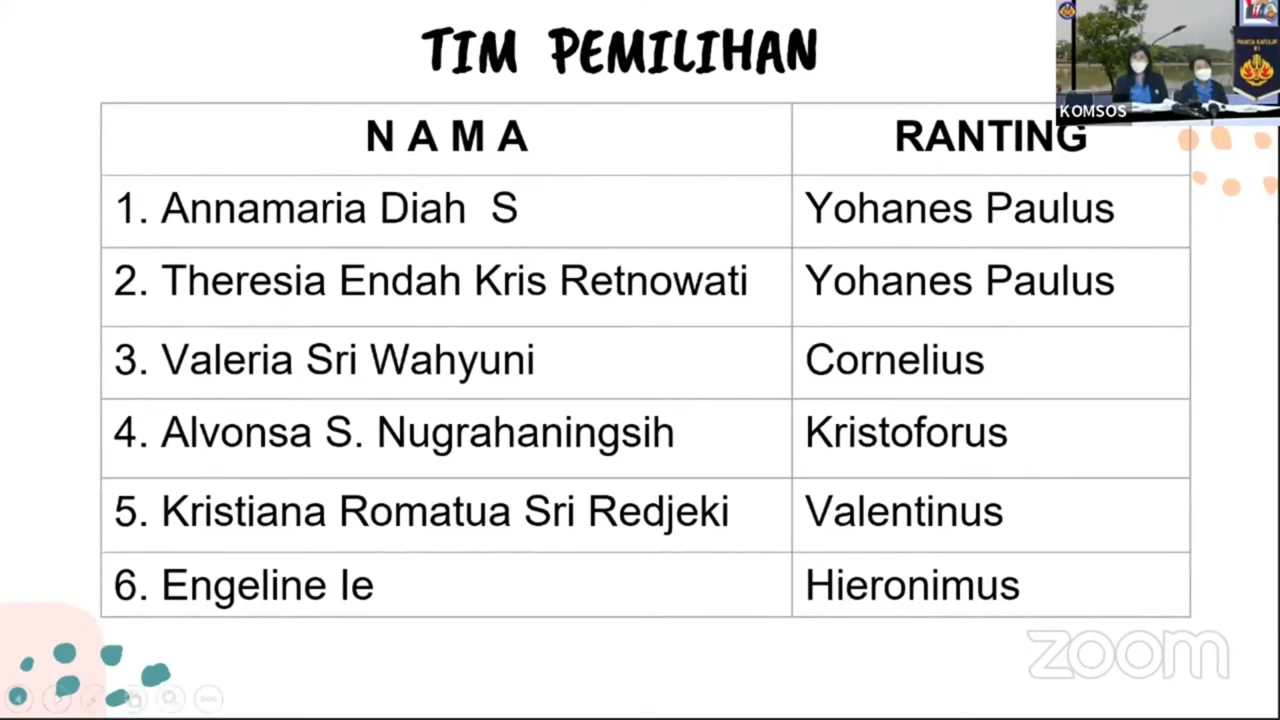 TIM PEMILIHAN
KOMSOS
N A M A RANTING
1. Annamaria Diah S Yohanes Paulus
2. Theresia Endah Kris Retnowati Yohanes Paulus
3. Valeria Sri Wahyuni Cornelius
4. Alvonsa S. Nugrahaningsih Kristoforus
5. Kristiana Romatua Sri Redjeki Valentinus
6. Engeline Ie Hieronimus
zoom